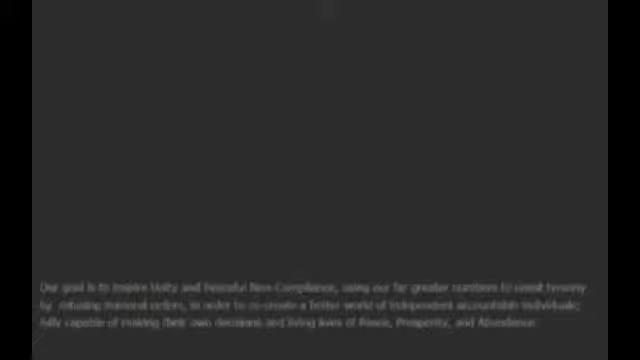 Our goal is to inspire Unity and Peaceful Non-Compliance, using our far greater numbers to resist tyranny
by refusing immoral orders, in order to co-create a better world of independent accountable individuals;
fully capable of making their own decisions and living lives of Peace, Prosperity, and Abundance.